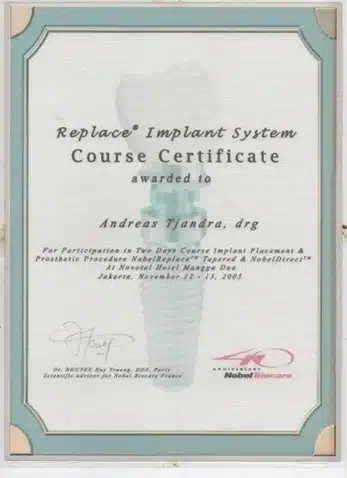 Replace® Implant System
Course Certificate
awarded to
Andreas Tjandra, drg
For Participation in Two Days Course Implant Placement &
Prosthetic Procedure NobelReplace™ Tapered & NobelDirect™
At Novotel Hotel Mangga Dua
Jakarta, November 12 - 13, 2005
Dr. NGUYEN Huy Truong, DDS, Paris
Scientific advisor for Nobel Biocare France
40
ANNIVERSARY
Nobel Biocare